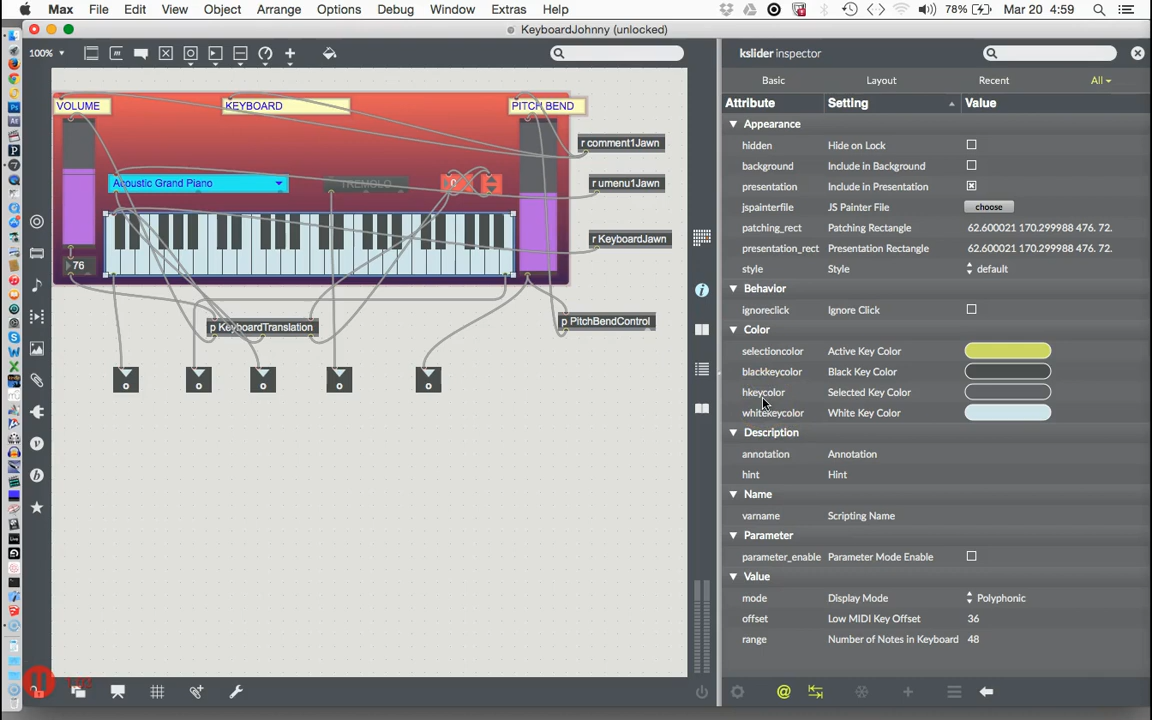 Max File Edit View Object Arrange Options Debug Window Extras Help 78% Mar 20 4:59
KeyboardJohnny (unlocked)
100%
kslider inspector
Basic Layout Recent All
Attribute Setting Value
VOLUME KEYBOARD PITCH BEND
r comment1Jawn
Acoustic Grand Piano TREMOLO 0 r umenu1Jawn
r KeyboardJawn
76
p KeyboardTranslation p PitchBendControl
o o o o o
Appearance
hidden Hide on Lock
background Include in Background
presentation Include in Presentation
jspainterfile JS Painter File choose
patching_rect Patching Rectangle 62.600021 170.299988 476. 72.
presentation_rect Presentation Rectangle 62.600021 170.299988 476. 72.
style Style default
Behavior
ignoreclick Ignore Click
Color
selectioncolor Active Key Color
blackkeycolor Black Key Color
hkeycolor Selected Key Color
whitekeycolor White Key Color
Description
annotation Annotation
hint Hint
Name
varname Scripting Name
Parameter
parameter_enable Parameter Mode Enable
Value
mode Display Mode Polyphonic
offset Low MIDI Key Offset 36
range Number of Notes in Keyboard 48